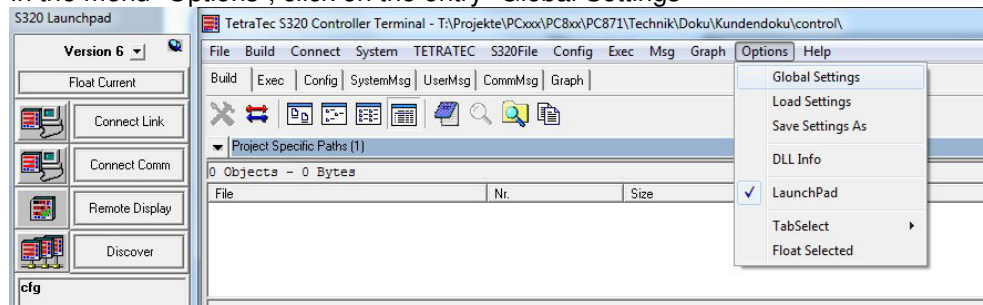 In the menu "Options", click on the entry "Global Settings"
S320 Launchpad
Version 6
Float Current
Connect Link
Connect Comm
Remote Display
Discover
cfg
TetraTec S320 Controller Terminal - T:\Projekte\PCxxx\PC8xx\PC871\Technik\Doku\Kundendoku\control\
File Build Connect System TETRATEC S320File Config Exec Msg Graph Options Help
Build Exec Config SystemMsg UserMsg CommMsg Graph
Project Specific Paths (1)
0 Objects - 0 Bytes
File Nr. Size
Global Settings
Load Settings
Save Settings As
DLL Info
LaunchPad
TabSelect
Float Selected